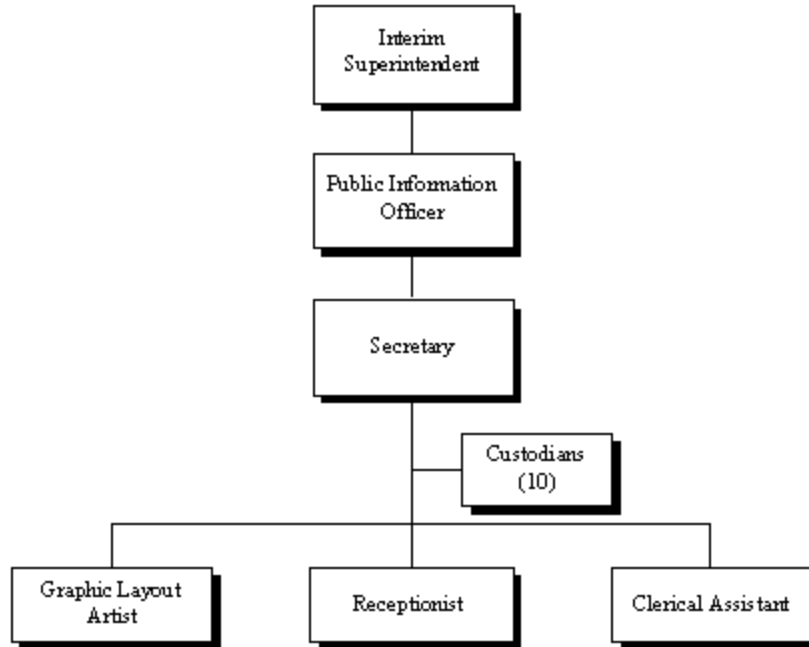 Interim
Superintendent
Public Information
Officer
Secretary
Custodians
(10)
Graphic Layout
Artist
Receptionist
Clerical Assistant